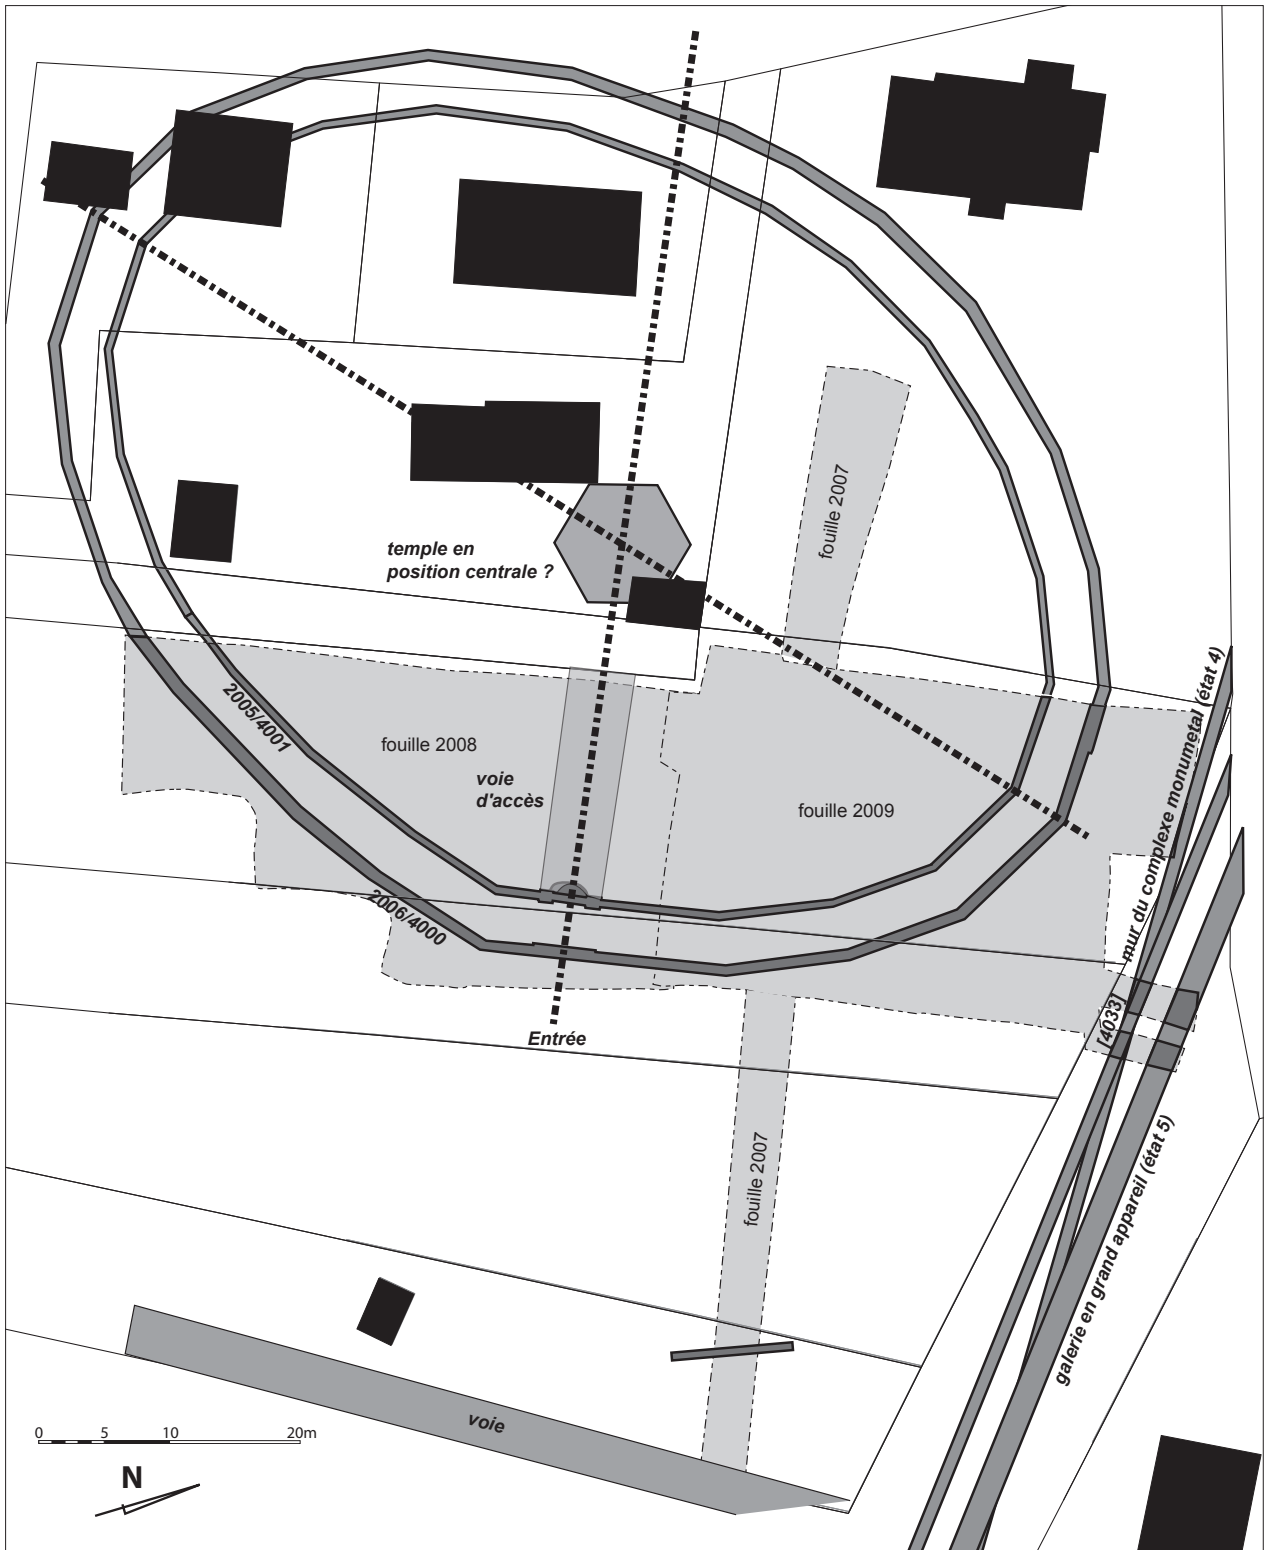 fouille 2007
temple en
position centrale ?
mur du complexe monumetal (état 4)
2005/4001
fouille 2008
voie
d'accès
fouille 2009
2006/4000
[4033]
Entrée
fouille 2007
galerie en grand appareil (état 5)
voie
0 5 10 20m
N